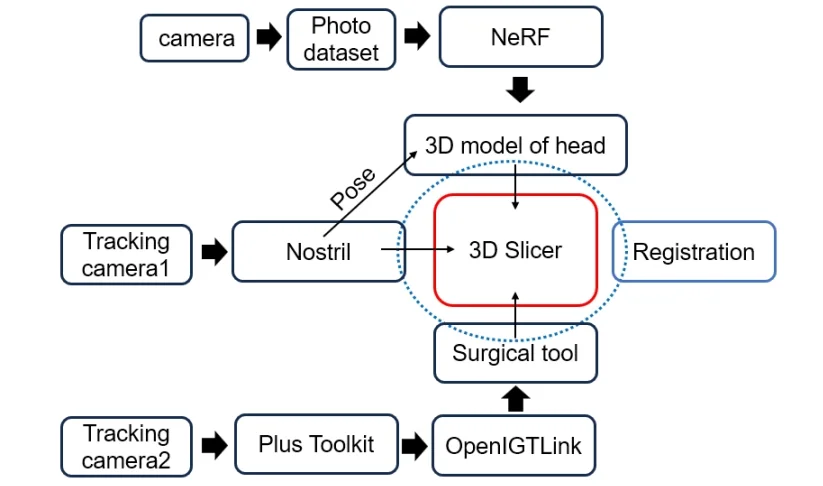 camera
Photo
dataset
NeRF
3D model of head
Pose
Tracking
camera1
Nostril
3D Slicer
Registration
Surgical tool
Tracking
camera2
Plus Toolkit
OpenIGTLink